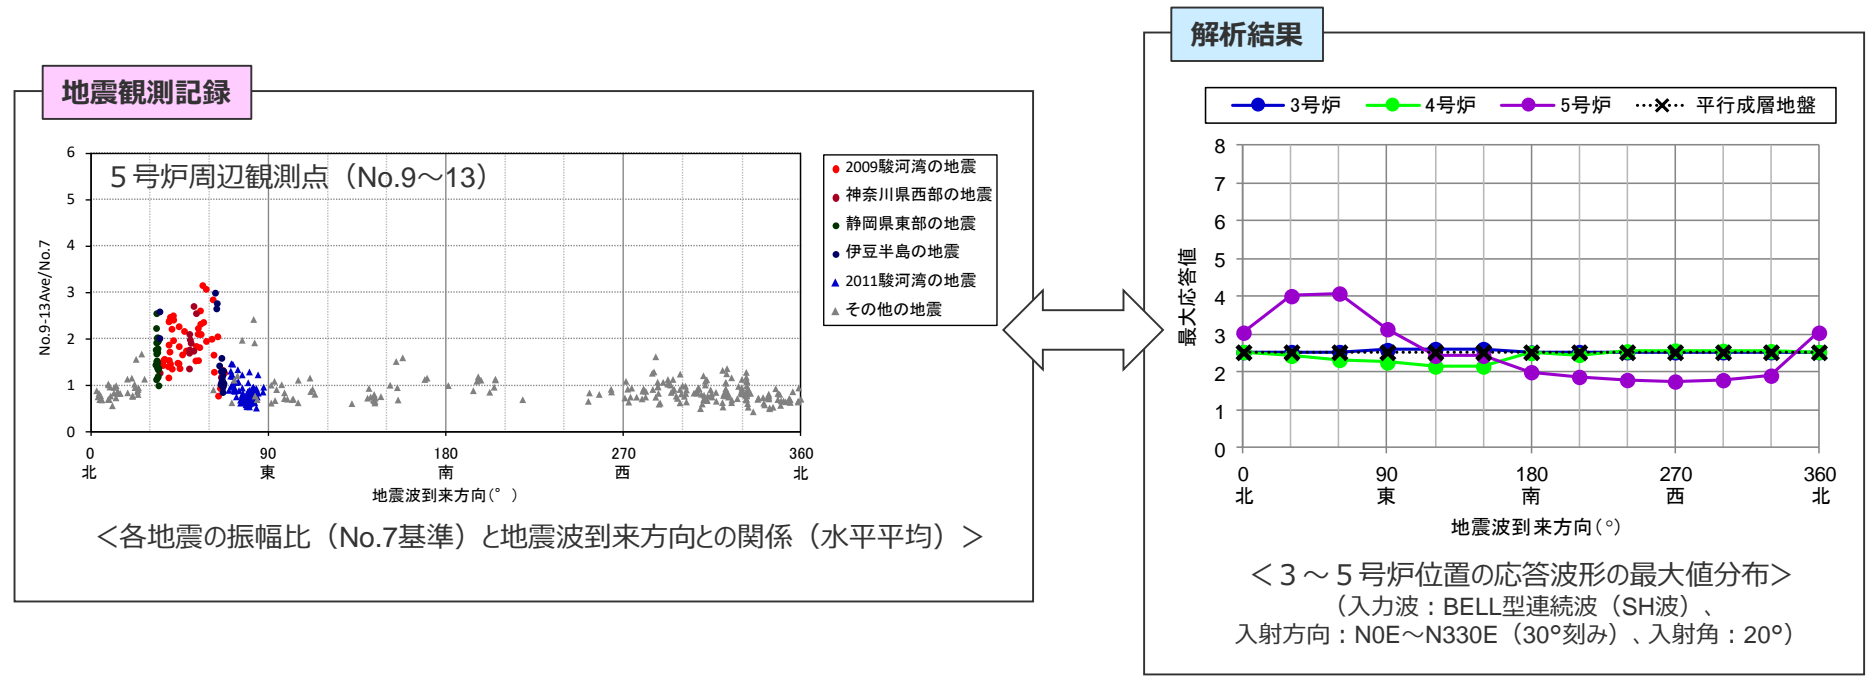 地震観測記録
５号炉周辺観測点（No.9～13）
6
5
4
3
2
1
0
No.9-13Ave/No.7
0
90
180
270
360
北
東
南
西
北
地震波到来方向(°)
2009駿河湾の地震
神奈川県西部の地震
静岡県東部の地震
伊豆半島の地震
2011駿河湾の地震
その他の地震
＜各地震の振幅比（No.7基準）と地震波到来方向との関係（水平平均）＞
解析結果
3号炉
4号炉
5号炉
平行成層地盤
8
7
6
5
4
3
2
1
0
最大応答値
0
90
180
270
360
北
東
南
西
北
地震波到来方向(°)
＜３～５号炉位置の応答波形の最大値分布＞
（入力波：BELL型連続波（SH波）、
入射方向：N0E～N330E（30°刻み）、入射角：20°）